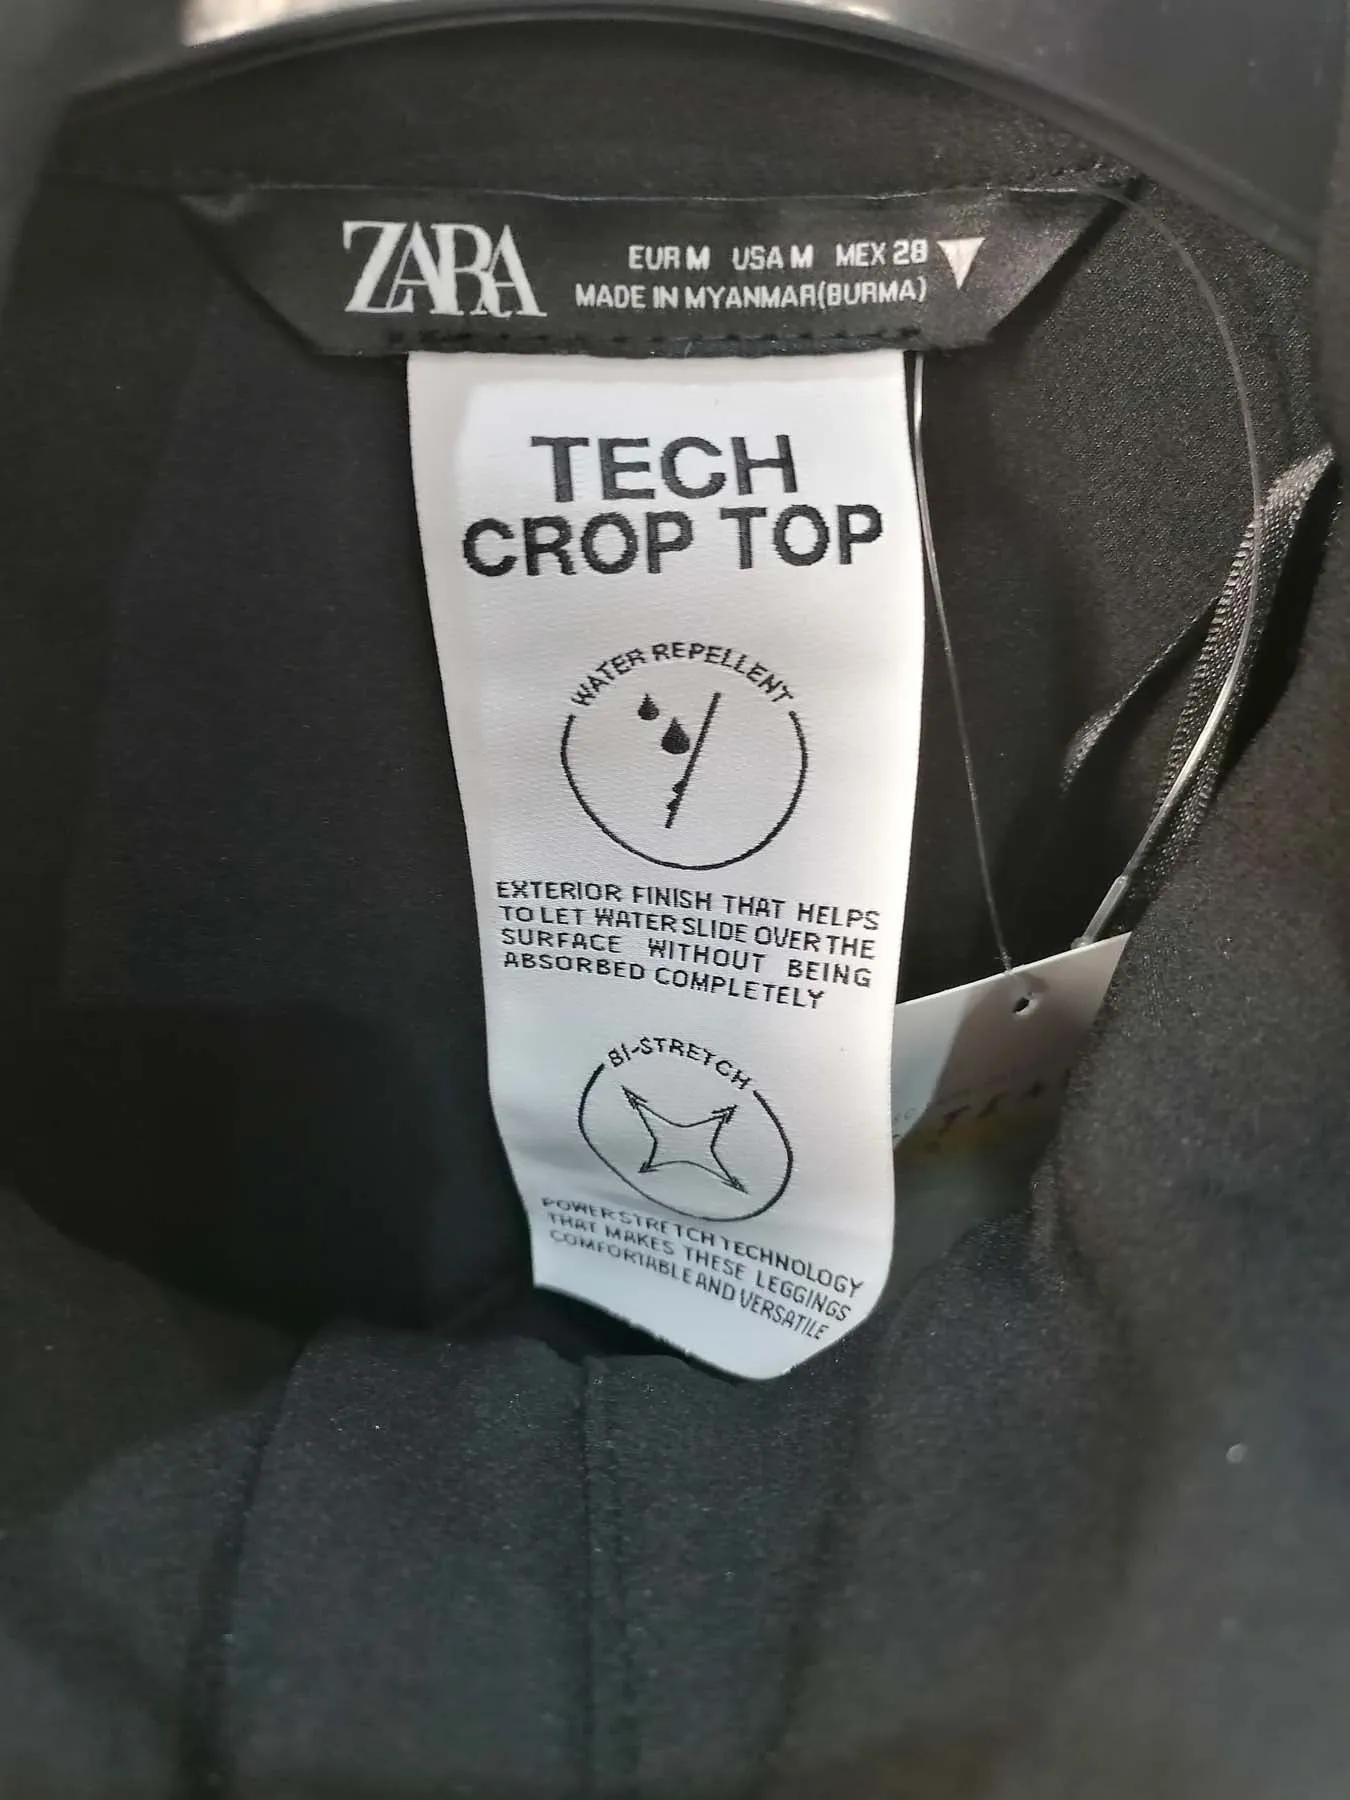 ZARA
EUR M USA M MEX 28
MADE IN MYANMAR(BURMA)
TECH
CROP TOP
WATER REPELLENT
EXTERIOR FINISH THAT HELPS
TO LET WATER SLIDE OVER THE
SURFACE WITHOUT BEING
ABSORBED COMPLETELY
BI-STRETCH
POWER STRETCH TECHNOLOGY
THAT MAKES THESE LEGGINGS
COMFORTABLE AND VERSATILE